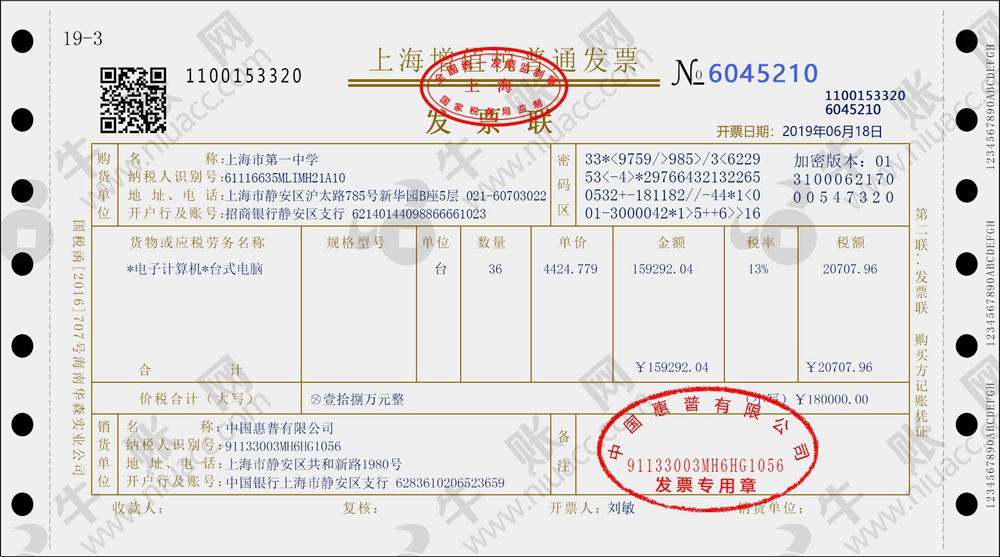 19-3
1100153320
上海增值税普通发票
全国统一发票监制章
上海
国家税务局监制
发票联
№ 6045210
1100153320
6045210
开票日期: 2019年06月18日
购货单位
名称:上海市第一中学
纳税人识别号:61116635MLIMH21A10
地址、电话:上海市静安区沪太路785号新华园B座5层 021-60703022
开户行及账号:招商银行静安区支行 62140144098866661023
密码区
33*<9759/>985>/3<6229
53<-4>*29766432132265
0532+-181182//-44*1<0
01-3000042*1>5++6>>16
加密版本: 01
3100062170
00547320
货物或应税劳务名称 规格型号 单位 数量 单价 金额 税率 税额
*电子计算机*台式电脑 台 36 4424.779 159292.04 13% 20707.96
合计 ￥159292.04 ￥20707.96
价税合计（大写） ⊗壹拾捌万元整 （小写）￥180000.00
销货单位
名称:中国惠普有限公司
纳税人识别号:91133003MH6HG1056
地址、电话:上海市静安区共和新路1980号
开户行及账号:中国银行上海市静安区支行 6283610206523659
备注
中国惠普有限公司
91133003MH6HG1056
发票专用章
收款人: 复核: 开票人: 刘敏 销货单位:
国税函[2016]707号海南华森实业公司
第二联:发票联 购买方记账凭证
1234567890ABCDEFGH
1234567890ABCDEFGH
1234567890ABCDEFGH
1234567890ABCDEFGH
牛账网
www.niuacc.com